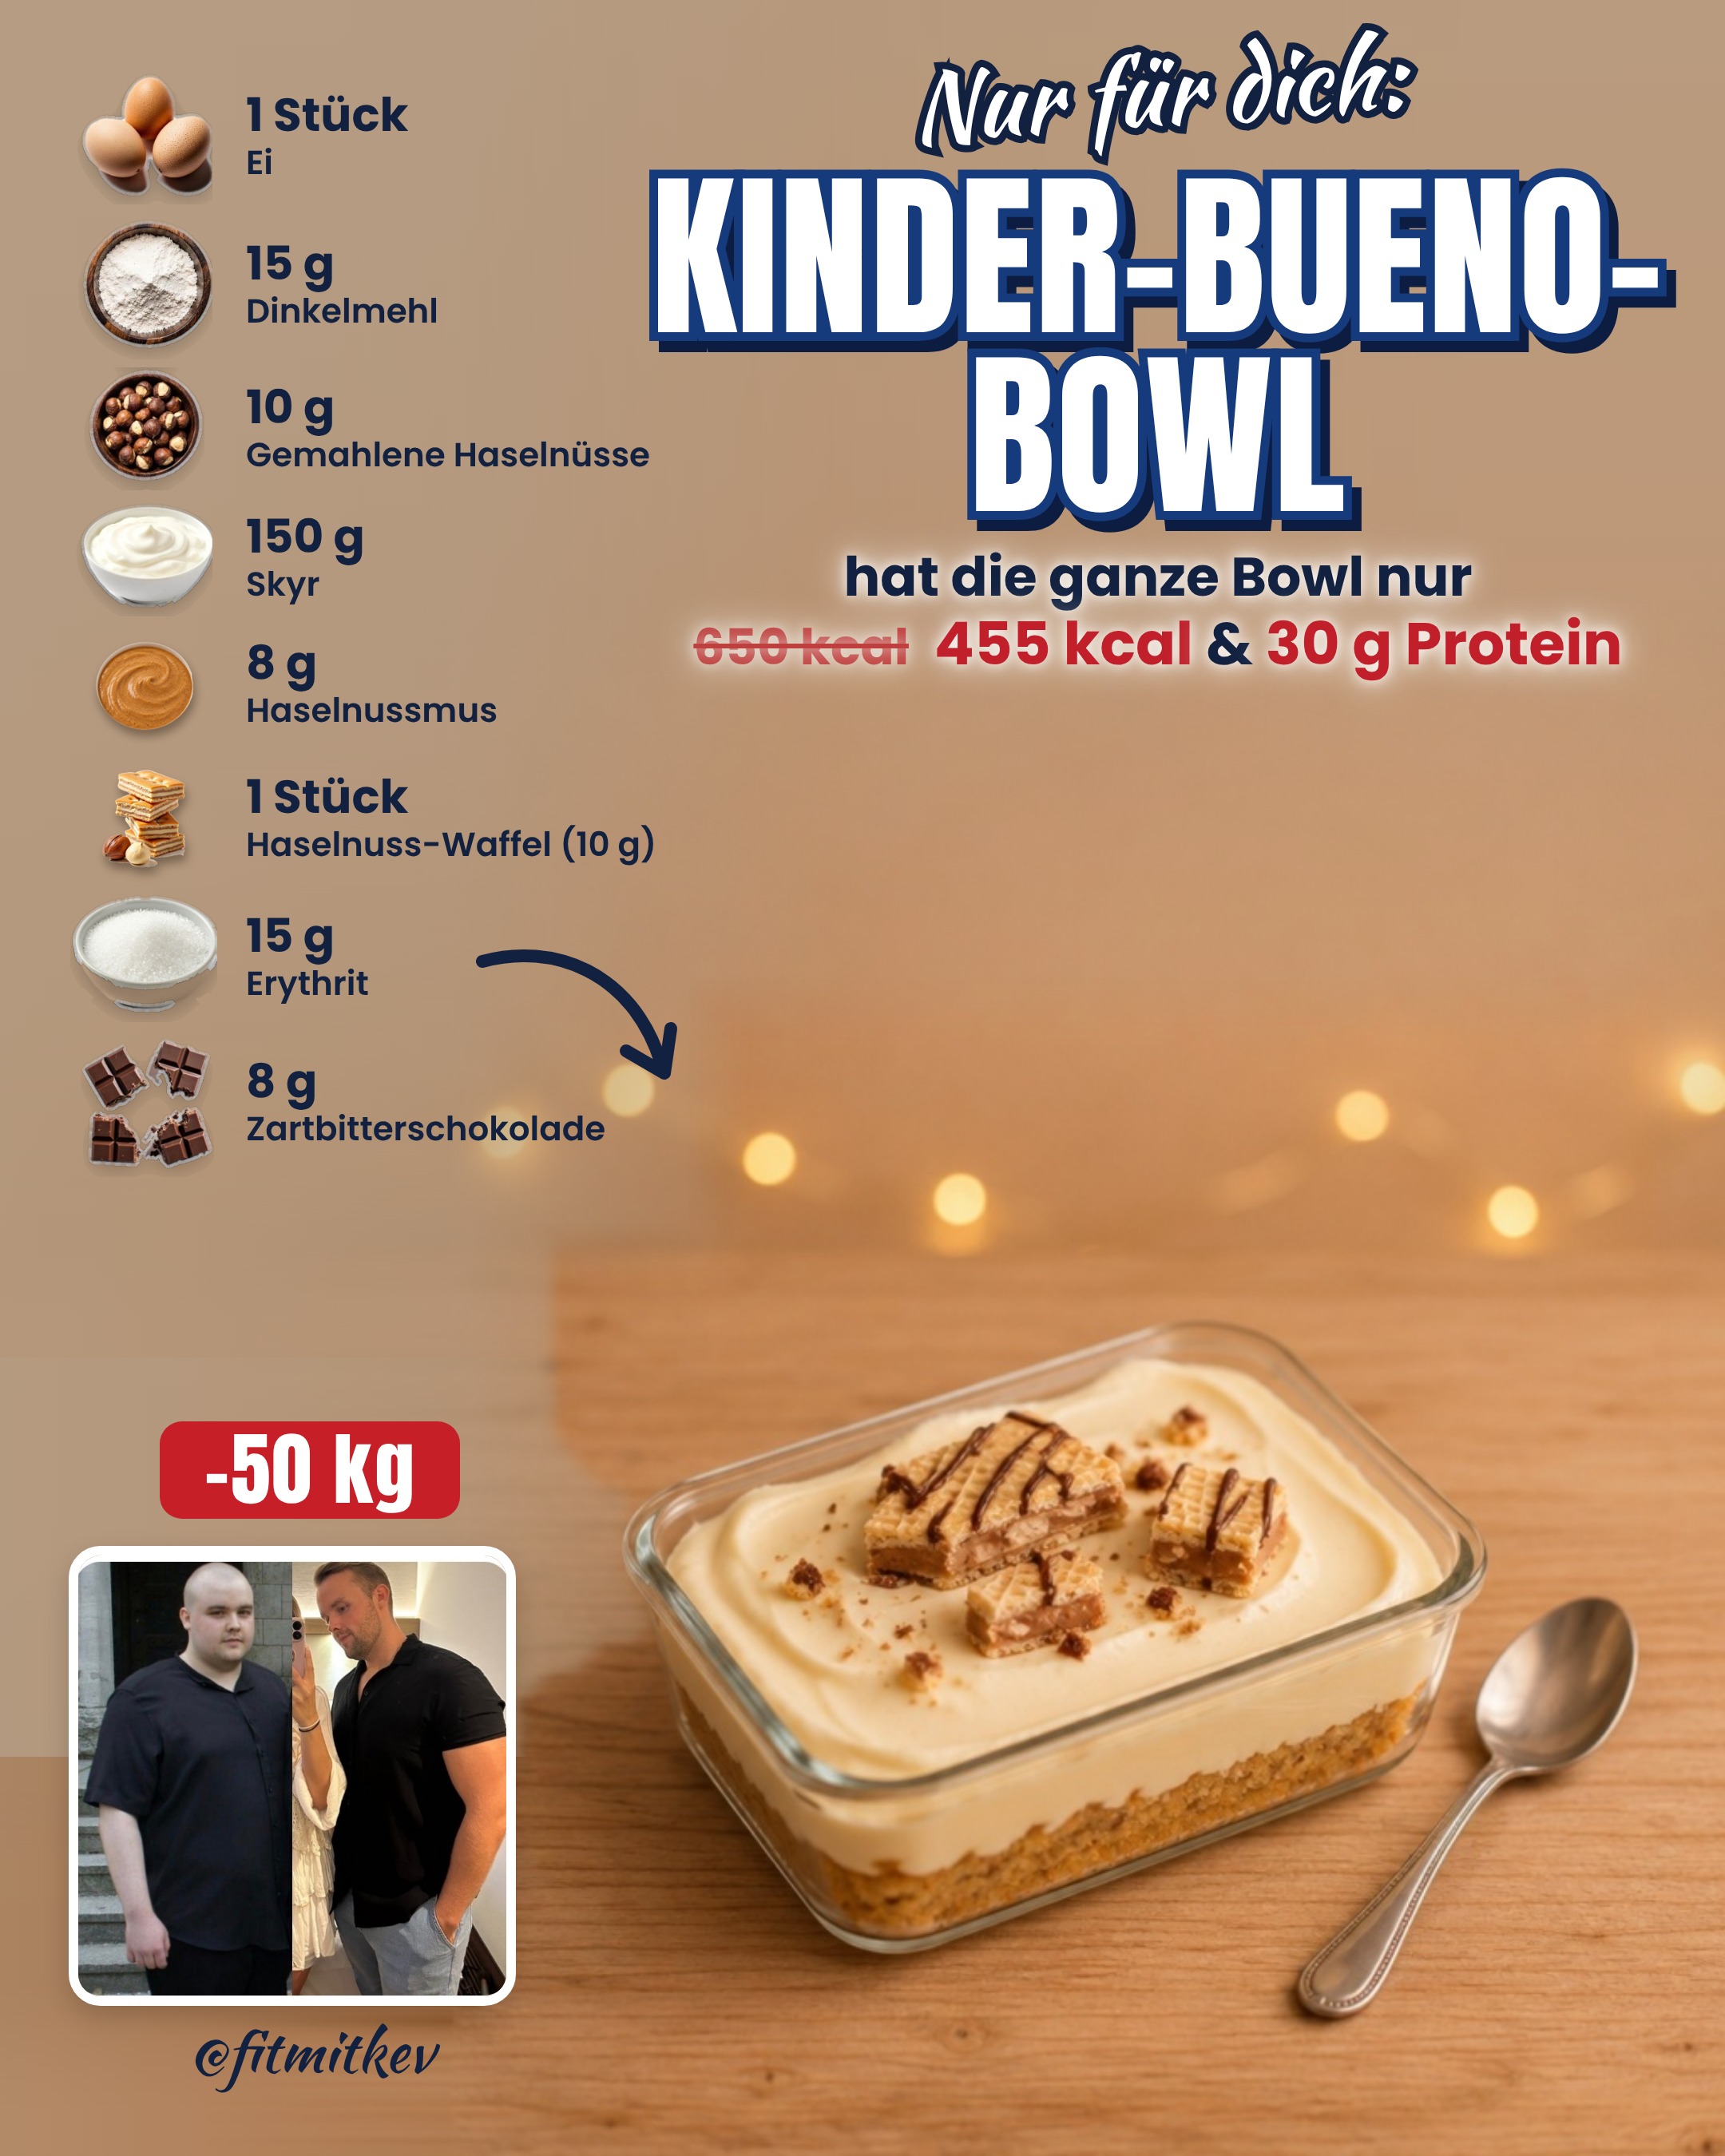 Nur für dich:
KINDER-BUENO-
BOWL
hat die ganze Bowl nur
650 kcal 455 kcal & 30 g Protein
1 Stück
Ei
15 g
Dinkelmehl
10 g
Gemahlene Haselnüsse
150 g
Skyr
8 g
Haselnussmus
1 Stück
Haselnuss-Waffel (10 g)
15 g
Erythrit
8 g
Zartbitterschokolade
-50 kg
@fitmitkev